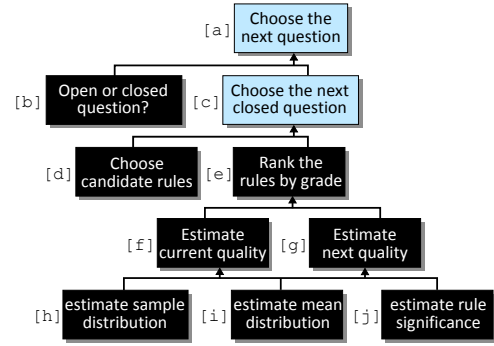 [a] Choose the
next question
[b] Open or closed
question?
[c] Choose the next
closed question
[d] Choose
candidate rules
[e] Rank the
rules by grade
[f] Estimate
current quality
[g] Estimate
next quality
[h] estimate sample
distribution
[i] estimate mean
distribution
[j] estimate rule
significance